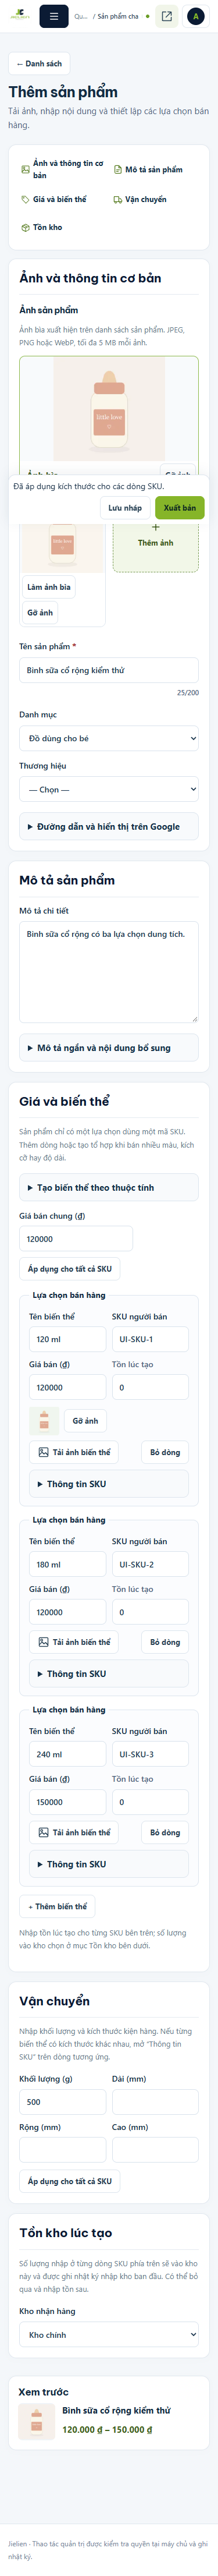 Qu... / Sản phẩm cha
A
← Danh sách
Thêm sản phẩm
Tải ảnh, nhập nội dung và thiết lập các lựa chọn bán
hàng.
Ảnh và thông tin cơ
bản
Mô tả sản phẩm
Giá và biến thể
Vận chuyển
Tồn kho
Ảnh và thông tin cơ bản
Ảnh sản phẩm
Ảnh bìa xuất hiện trên danh sách sản phẩm. JPEG,
PNG hoặc WebP, tối đa 5 MB mỗi ảnh.
little love
Đã áp dụng kích thước cho các dòng SKU.
Lưu nháp
Xuất bản
little love
+
Thêm ảnh
Làm ảnh bìa
Gỡ ảnh
Tên sản phẩm *
Bình sữa cổ rộng kiểm thử
25/200
Danh mục
Đồ dùng cho bé
Thương hiệu
— Chọn —
▶ Đường dẫn và hiển thị trên Google
Mô tả sản phẩm
Mô tả chi tiết
Bình sữa cổ rộng có ba lựa chọn dung tích.
▶ Mô tả ngắn và nội dung bổ sung
Giá và biến thể
Sản phẩm chỉ có một lựa chọn dùng một mã SKU.
Thêm dòng hoặc tạo tổ hợp khi bán nhiều màu, kích
cỡ hay độ dài.
▶ Tạo biến thể theo thuộc tính
Giá bán chung (₫)
120000
Áp dụng cho tất cả SKU
Lựa chọn bán hàng
Tên biến thể
SKU người bán
120 ml
UI-SKU-1
Giá bán (₫)
Tồn lúc tạo
120000
0
Gỡ ảnh
Tải ảnh biến thể
Bỏ dòng
▶ Thông tin SKU
Lựa chọn bán hàng
Tên biến thể
SKU người bán
180 ml
UI-SKU-2
Giá bán (₫)
Tồn lúc tạo
120000
0
Tải ảnh biến thể
Bỏ dòng
▶ Thông tin SKU
Lựa chọn bán hàng
Tên biến thể
SKU người bán
240 ml
UI-SKU-3
Giá bán (₫)
Tồn lúc tạo
150000
0
Tải ảnh biến thể
Bỏ dòng
▶ Thông tin SKU
+ Thêm biến thể
Nhập tồn lúc tạo cho từng SKU bên trên; số lượng
vào kho chọn ở mục Tồn kho bên dưới.
Vận chuyển
Nhập khối lượng và kích thước kiện hàng. Nếu từng
biến thể có kích thước khác nhau, mở "Thông tin
SKU" trên dòng tương ứng.
Khối lượng (g)
Dài (mm)
500
Rộng (mm)
Cao (mm)
Áp dụng cho tất cả SKU
Tồn kho lúc tạo
Số lượng nhập ở từng dòng SKU phía trên sẽ vào kho
này và được ghi nhật ký nhập kho ban đầu. Có thể bỏ
qua và nhập tồn sau.
Kho nhận hàng
Kho chính
Xem trước
Bình sữa cổ rộng kiểm thử
120.000 ₫ – 150.000 ₫
Jielien · Thao tác quản trị được kiểm tra quyền tại máy chủ và ghi
nhật ký.